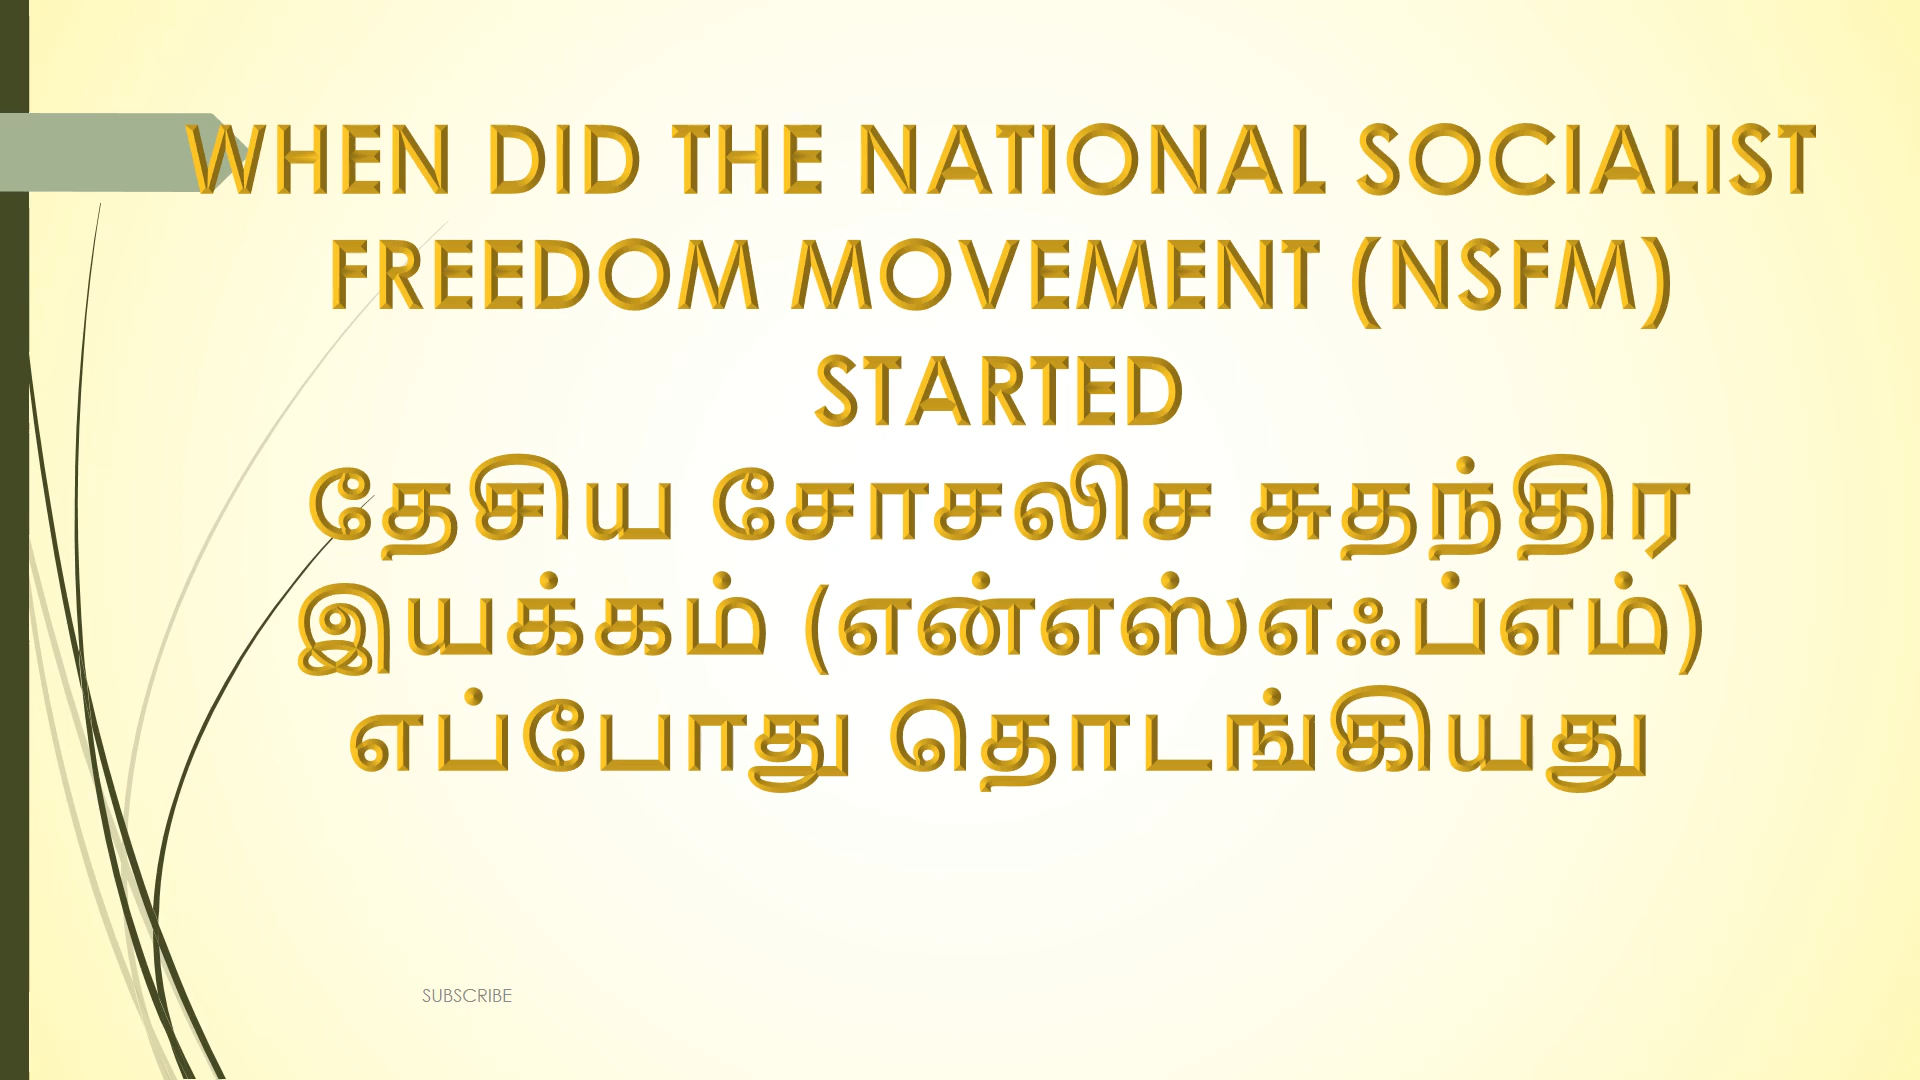 WHEN DID THE NATIONAL SOCIALIST
FREEDOM MOVEMENT (NSFM)
STARTED
தேசிய சோசலிச சுதந்திர
இயக்கம் (என்எஸ்எஃப்எம்)
எப்போது தொடங்கியது
SUBSCRIBE